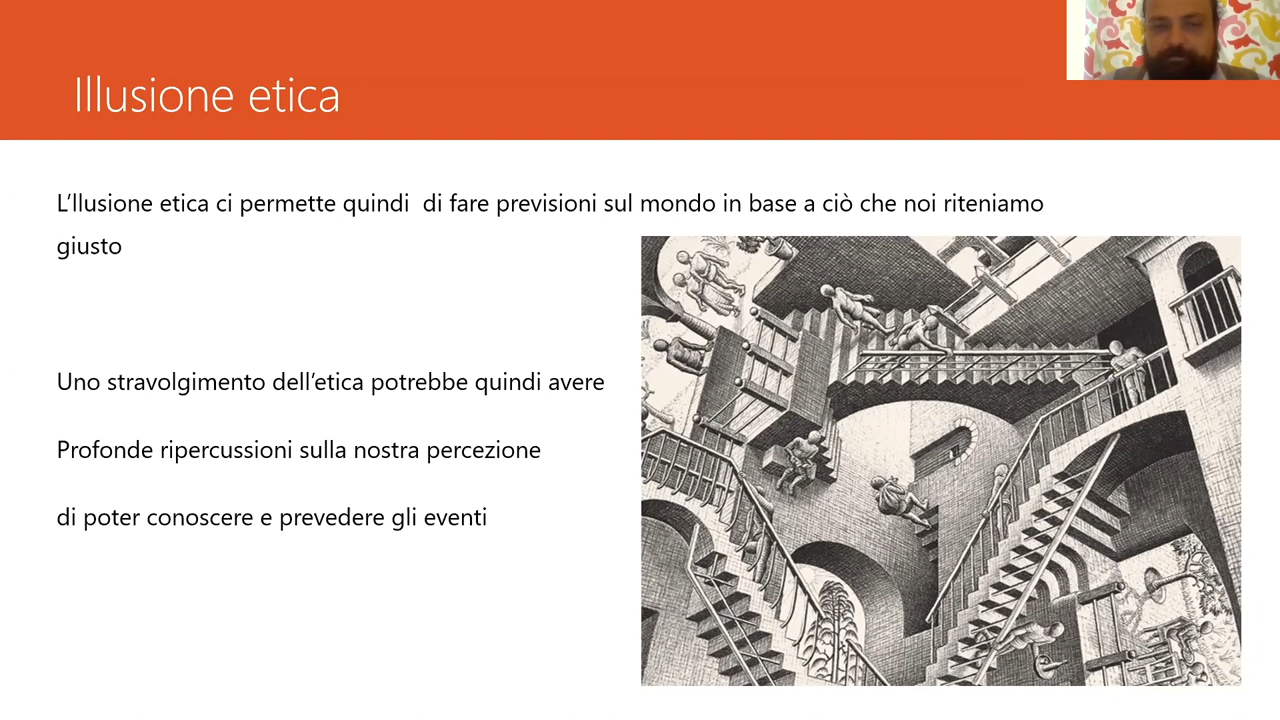 Illusione etica
L’llusione etica ci permette quindi  di fare previsioni sul mondo in base a ciò che noi riteniamo
giusto
Uno stravolgimento dell’etica potrebbe quindi avere
Profonde ripercussioni sulla nostra percezione
di poter conoscere e prevedere gli eventi